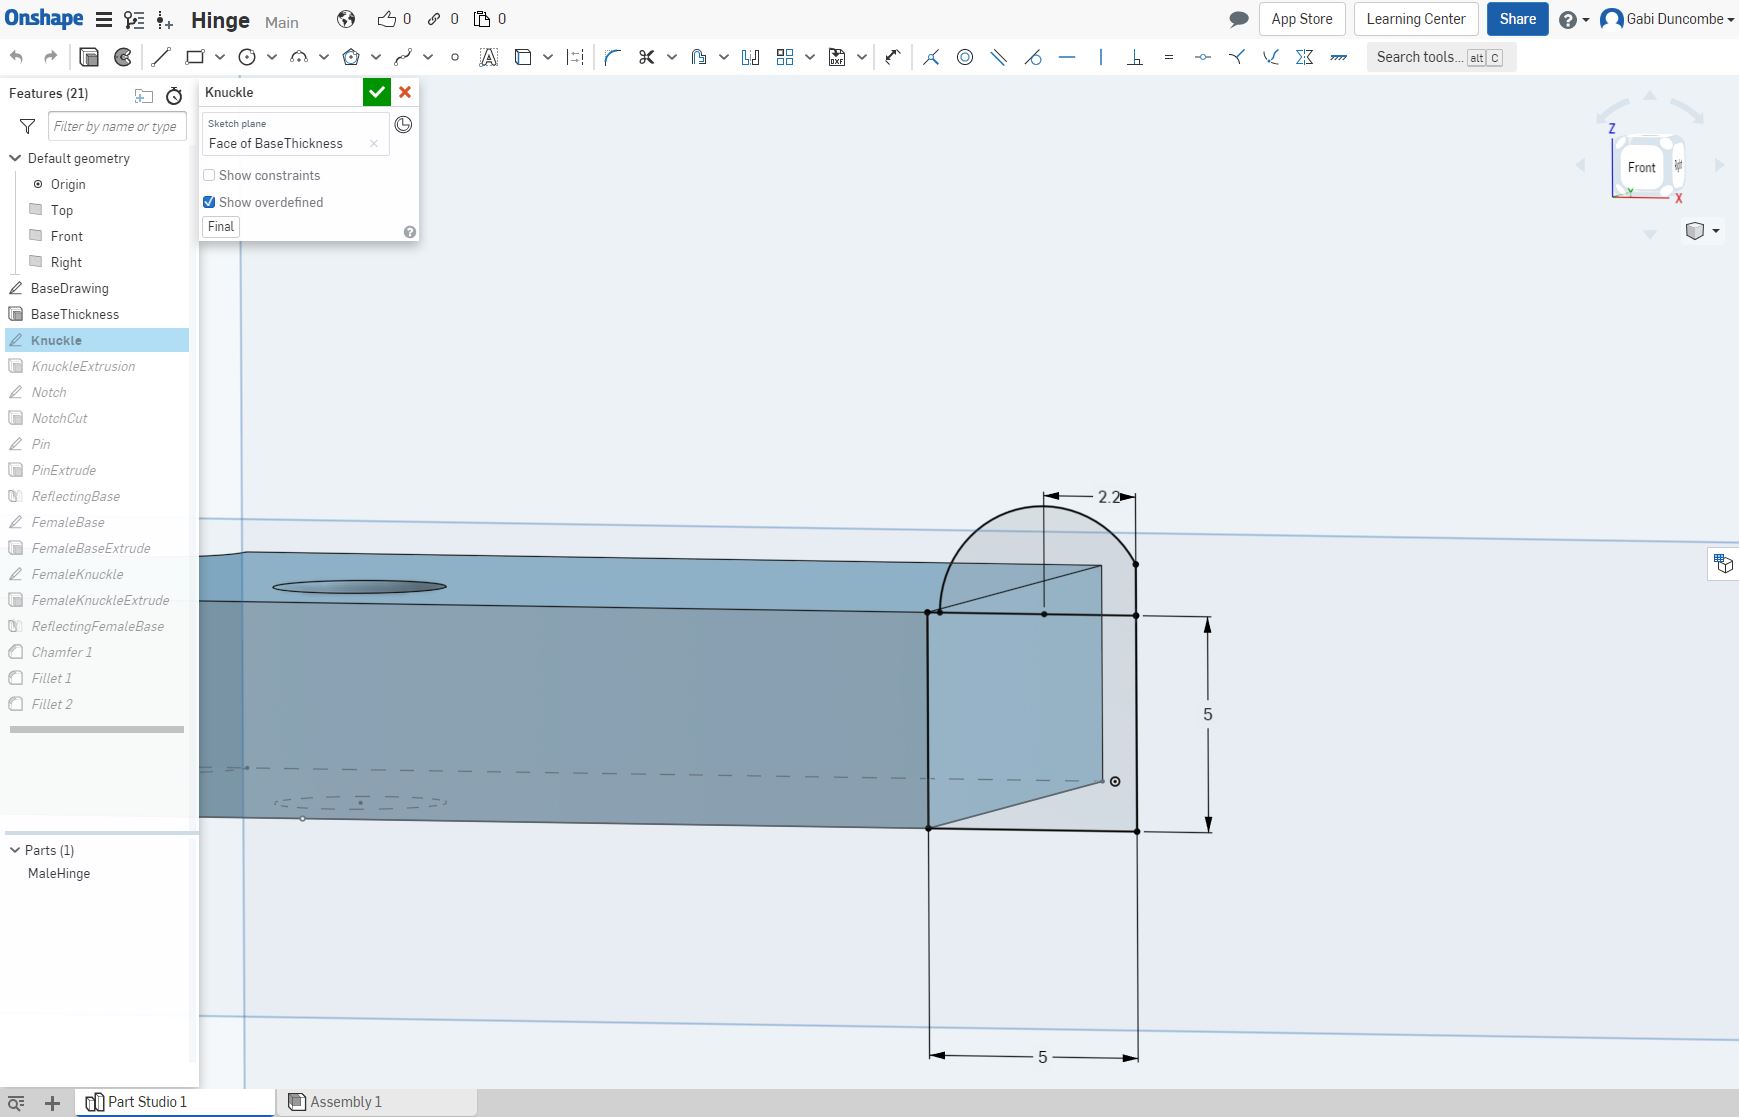 Onshape Hinge Main 0 0 0 App Store Learning Center Share ? Gabi Duncombe
A DXF Search tools... alt C
Features (21)
Filter by name or type
Default geometry
Origin
Top
Front
Right
BaseDrawing
BaseThickness
Knuckle
KnuckleExtrusion
Notch
NotchCut
Pin
PinExtrude
ReflectingBase
FemaleBase
FemaleBaseExtrude
FemaleKnuckle
FemaleKnuckleExtrude
ReflectingFemaleBase
Chamfer 1
Fillet 1
Fillet 2
Parts (1)
MaleHinge
Knuckle
Sketch plane
Face of BaseThickness
Show constraints
Show overdefined
Final
?
Z
Front Right
Y
X
2.2
5
5
Part Studio 1 Assembly 1